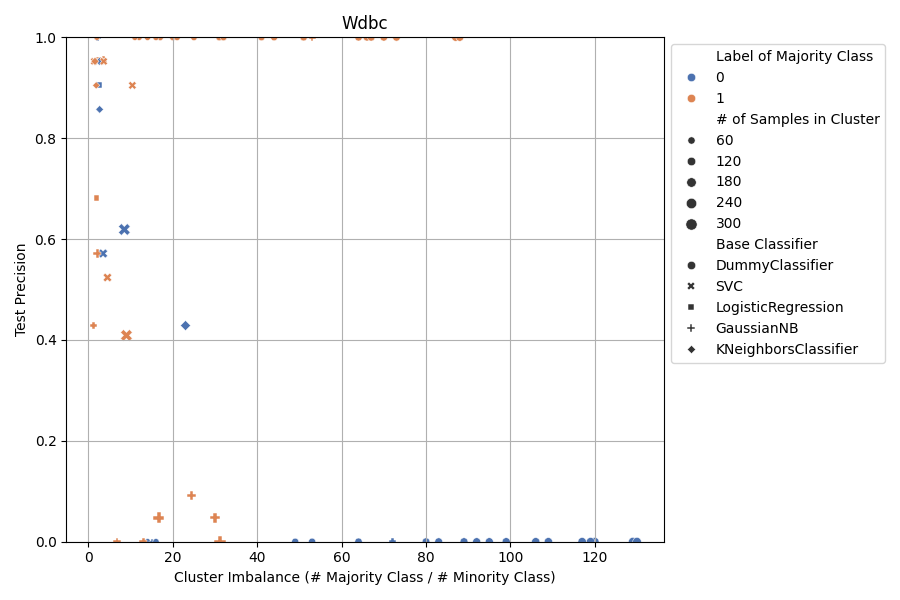 Wdbc
Test Precision
1.0
0.8
0.6
0.4
0.2
0.0
0 20 40 60 80 100 120
Cluster Imbalance (# Majority Class / # Minority Class)
Label of Majority Class
0
1
# of Samples in Cluster
60
120
180
240
300
Base Classifier
DummyClassifier
SVC
LogisticRegression
GaussianNB
KNeighborsClassifier